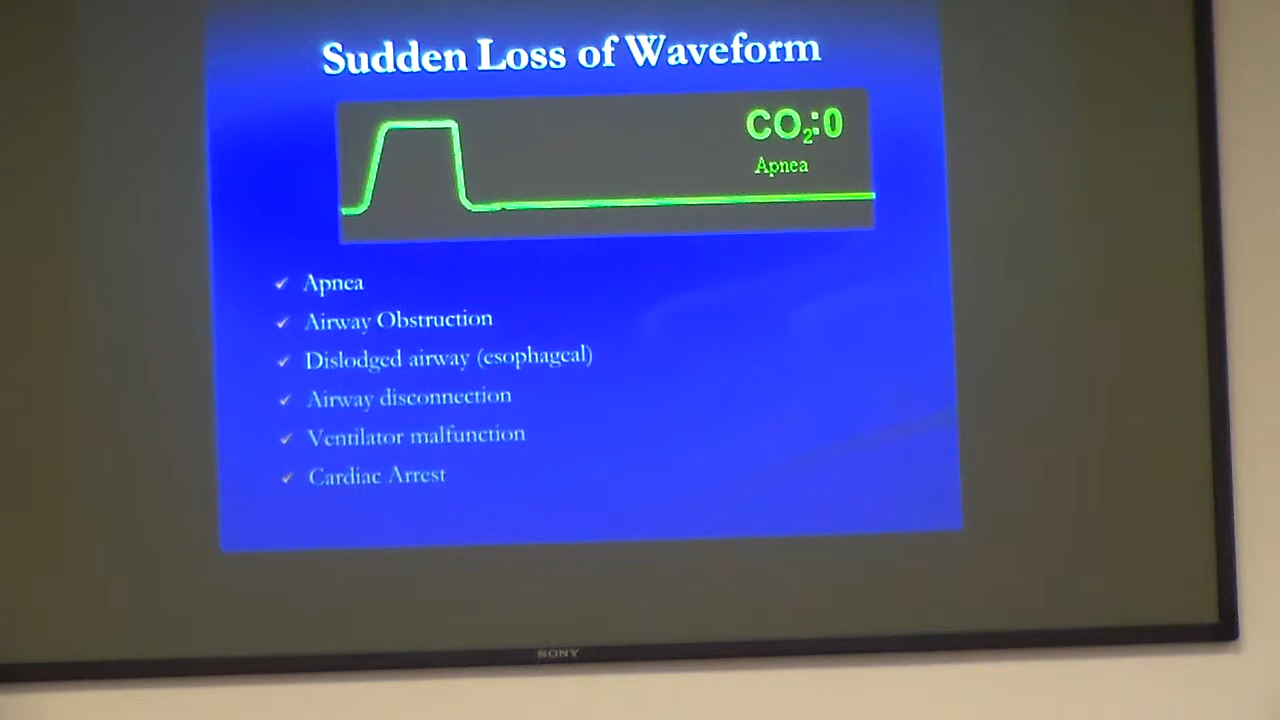 Sudden Loss of Waveform
CO₂:0
Apnea
✓ Apnea
✓ Airway Obstruction
✓ Dislodged airway (esophageal)
✓ Airway disconnection
✓ Ventilator malfunction
✓ Cardiac Arrest
SONY